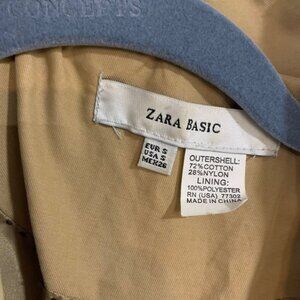 CONCEPTS
ZARA BASIC
EUR S
USA S
MEX 26
OUTERSHELL:
72%COTTON
28%NYLON
LINING:
100%POLYESTER
RN (USA) 77302
MADE IN CHINA